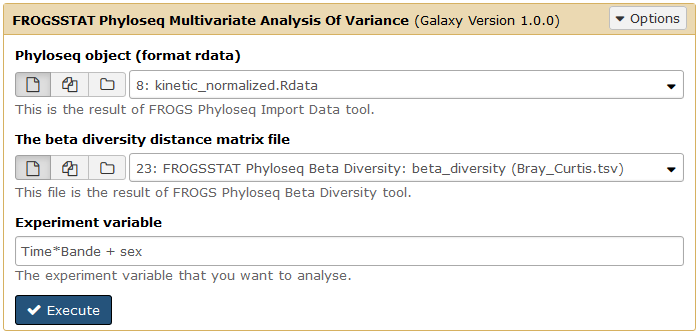 FROGSSTAT Phyloseq Multivariate Analysis Of Variance (Galaxy Version 1.0.0) Options
Phyloseq object (format rdata)
8: kinetic_normalized.Rdata
This is the result of FROGS Phyloseq Import Data tool.
The beta diversity distance matrix file
23: FROGSSTAT Phyloseq Beta Diversity: beta_diversity (Bray_Curtis.tsv)
This file is the result of FROGS Phyloseq Beta Diversity tool.
Experiment variable
Time*Bande + sex
The experiment variable that you want to analyse.
Execute